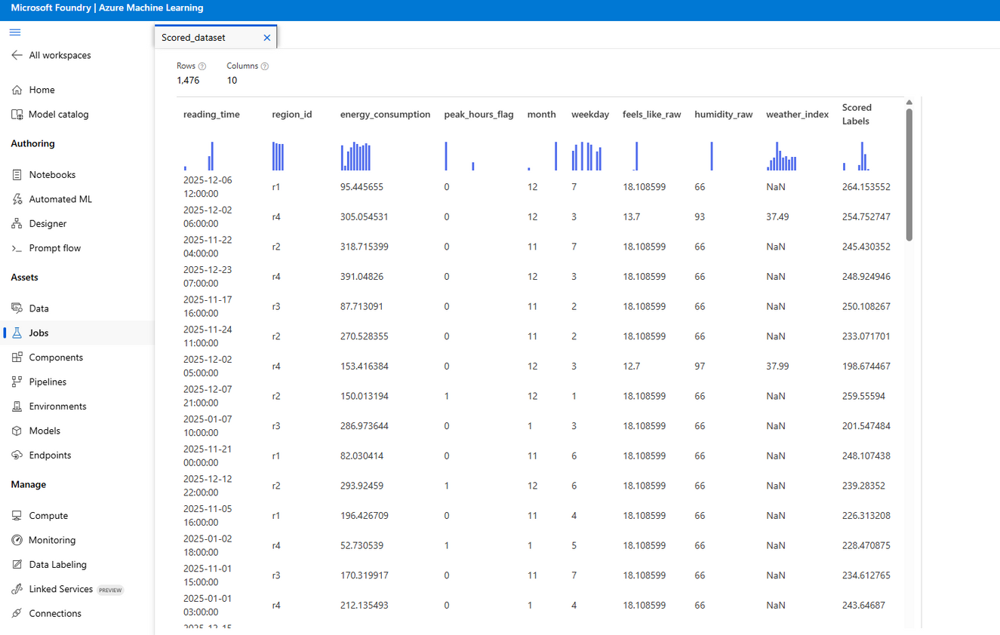 Microsoft Foundry | Azure Machine Learning
All workspaces
Home
Model catalog
Authoring
Notebooks
Automated ML
Designer
Prompt flow
Assets
Data
Jobs
Components
Pipelines
Environments
Models
Endpoints
Manage
Compute
Monitoring
Data Labeling
Linked Services PREVIEW
Connections
Scored_dataset
Rows Columns
1,476 10
reading_time region_id energy_consumption peak_hours_flag month weekday feels_like_raw humidity_raw weather_index Scored Labels
2025-12-06 12:00:00 r1 95.445655 0 12 7 18.108599 66 NaN 264.153552
2025-12-02 06:00:00 r4 305.054531 0 12 3 13.7 93 37.49 254.752747
2025-11-22 04:00:00 r2 318.715399 0 11 7 18.108599 66 NaN 245.430352
2025-12-23 07:00:00 r4 391.04826 0 12 3 18.108599 66 NaN 248.924946
2025-11-17 16:00:00 r3 87.713091 0 11 2 18.108599 66 NaN 250.108267
2025-11-24 11:00:00 r2 270.528355 0 11 2 18.108599 66 NaN 233.071701
2025-12-02 05:00:00 r4 153.416384 0 12 3 12.7 97 37.99 198.674467
2025-12-07 21:00:00 r2 150.013194 1 12 1 18.108599 66 NaN 259.55594
2025-01-07 10:00:00 r3 286.973644 0 1 3 18.108599 66 NaN 201.547484
2025-11-21 00:00:00 r1 82.030414 0 11 6 18.108599 66 NaN 248.107438
2025-12-12 22:00:00 r2 293.92459 1 12 6 18.108599 66 NaN 239.28352
2025-11-05 16:00:00 r1 196.426709 0 11 4 18.108599 66 NaN 226.313208
2025-01-02 18:00:00 r4 52.730539 1 1 5 18.108599 66 NaN 228.470875
2025-11-01 15:00:00 r3 170.319917 0 11 7 18.108599 66 NaN 234.612765
2025-01-01 03:00:00 r4 212.135493 0 1 4 18.108599 66 NaN 243.64687